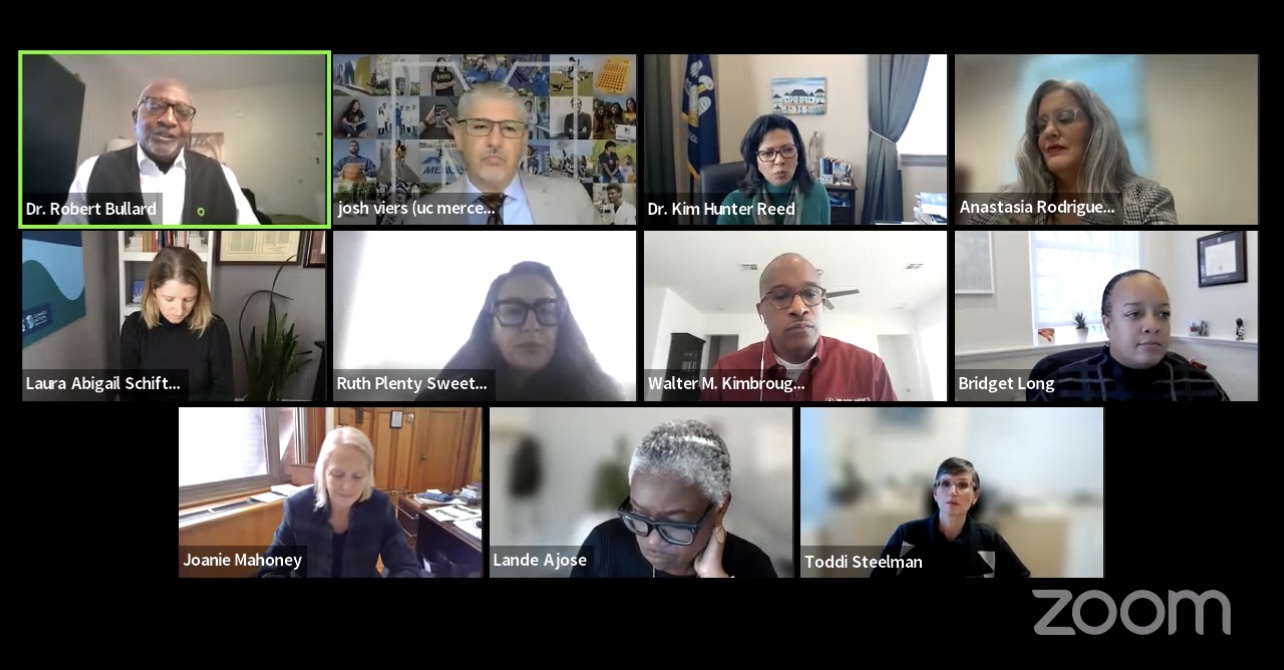 Dr. Robert Bullard
josh viers (uc merce...
Dr. Kim Hunter Reed
Anastasia Rodrigue...
Laura Abigail Schift...
Ruth Plenty Sweet...
Walter M. Kimbroug...
Bridget Long
Joanie Mahoney
Lande Ajose
Toddi Steelman
zoom